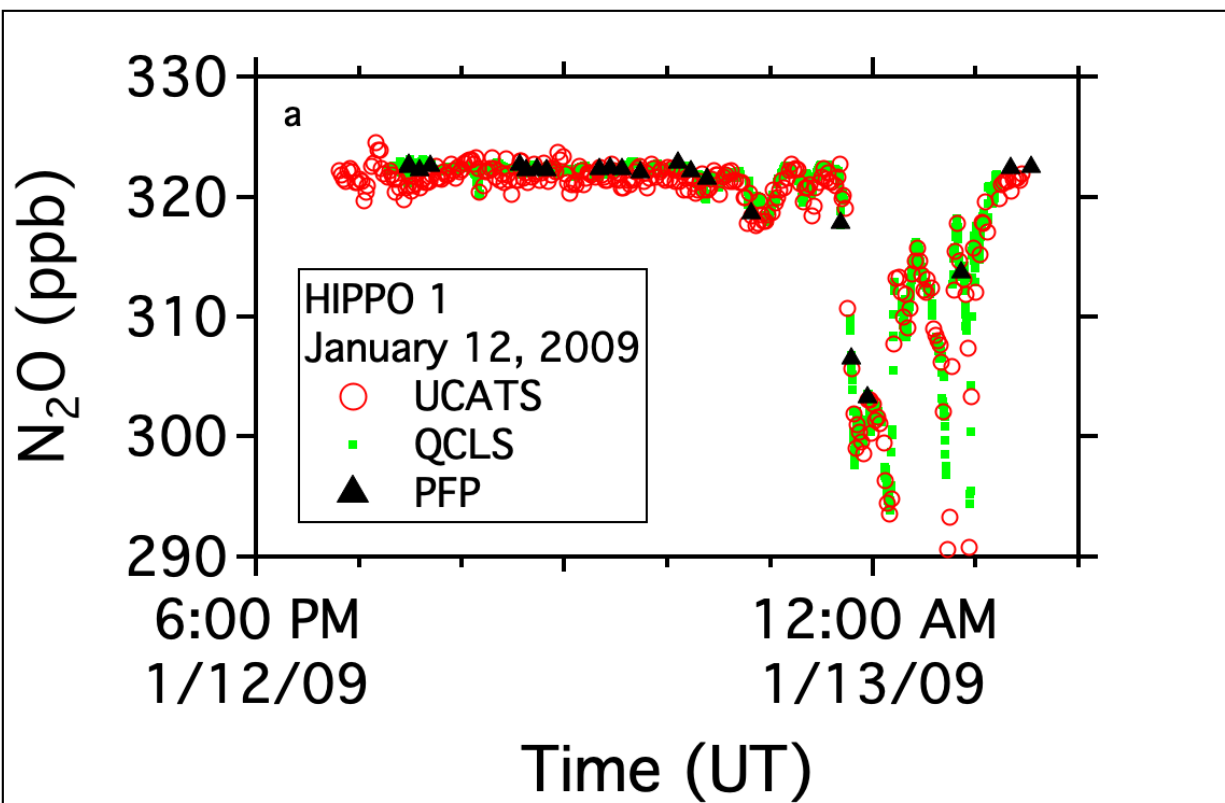 330
320
310
300
290
N₂O (ppb)
a
HIPPO 1
January 12, 2009
UCATS
QCLS
PFP
6:00 PM
1/12/09
12:00 AM
1/13/09
Time (UT)